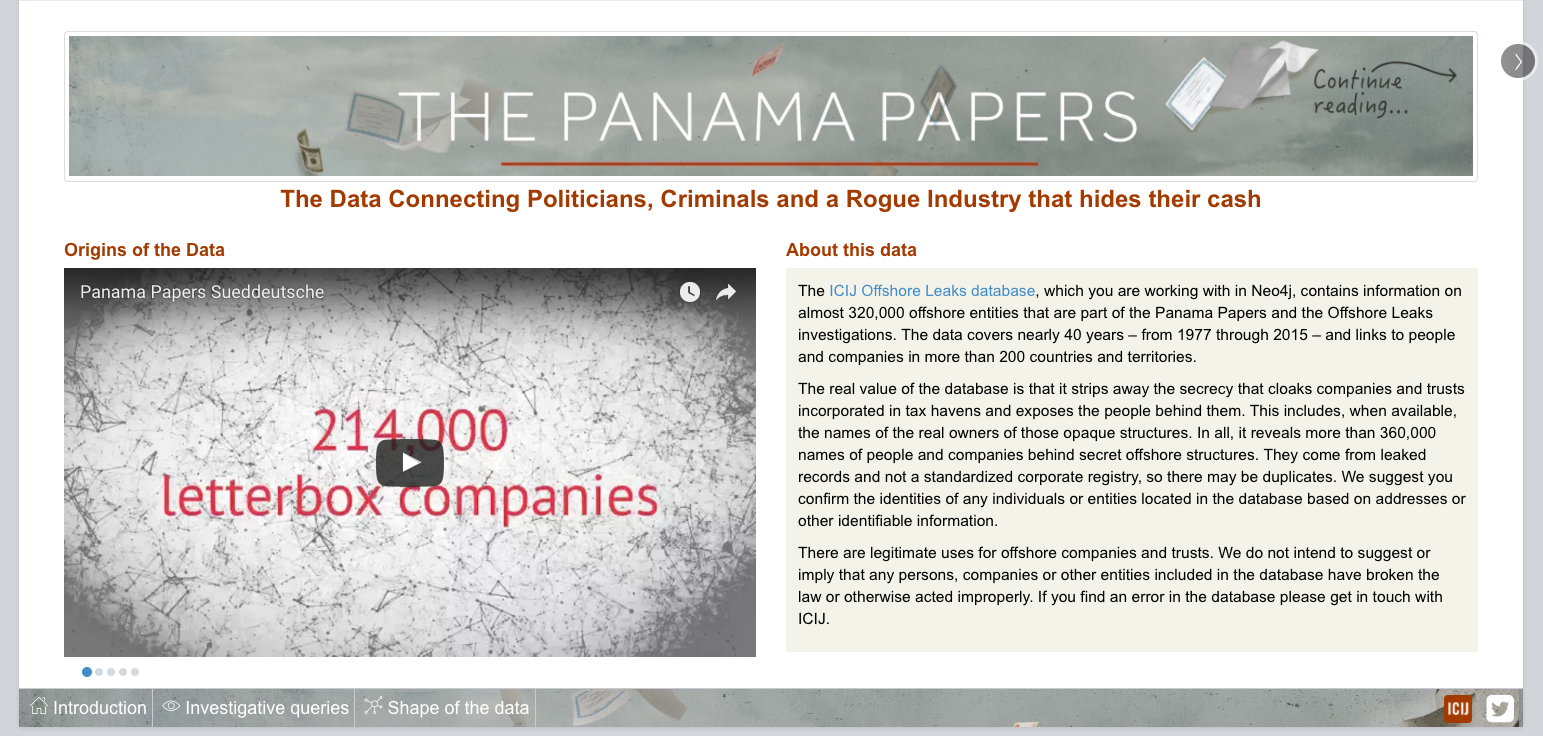 THE PANAMA PAPERS
Continue
reading...
The Data Connecting Politicians, Criminals and a Rogue Industry that hides their cash
Origins of the Data
Panama Papers Sueddeutsche
214,000
letterbox companies
About this data
The ICIJ Offshore Leaks database, which you are working with in Neo4j, contains information on
almost 320,000 offshore entities that are part of the Panama Papers and the Offshore Leaks
investigations. The data covers nearly 40 years – from 1977 through 2015 – and links to people
and companies in more than 200 countries and territories.
The real value of the database is that it strips away the secrecy that cloaks companies and trusts
incorporated in tax havens and exposes the people behind them. This includes, when available,
the names of the real owners of those opaque structures. In all, it reveals more than 360,000
names of people and companies behind secret offshore structures. They come from leaked
records and not a standardized corporate registry, so there may be duplicates. We suggest you
confirm the identities of any individuals or entities located in the database based on addresses or
other identifiable information.
There are legitimate uses for offshore companies and trusts. We do not intend to suggest or
imply that any persons, companies or other entities included in the database have broken the
law or otherwise acted improperly. If you find an error in the database please get in touch with
ICIJ.
Introduction
Investigative queries
Shape of the data
ICIJ